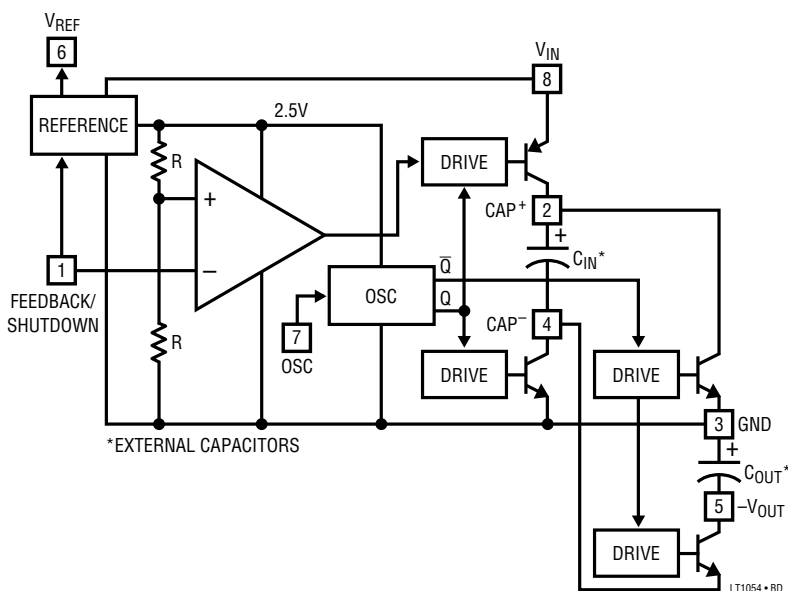 VREF
6
VIN
8
REFERENCE
2.5V
R
DRIVE
+
CAP+
2
+
CIN*
−
1
Q̅
FEEDBACK/
SHUTDOWN
OSC
Q
CAP−
4
7
OSC
R
DRIVE
DRIVE
3
GND
*EXTERNAL CAPACITORS
+
COUT*
5
–VOUT
DRIVE
LT1054 • BD